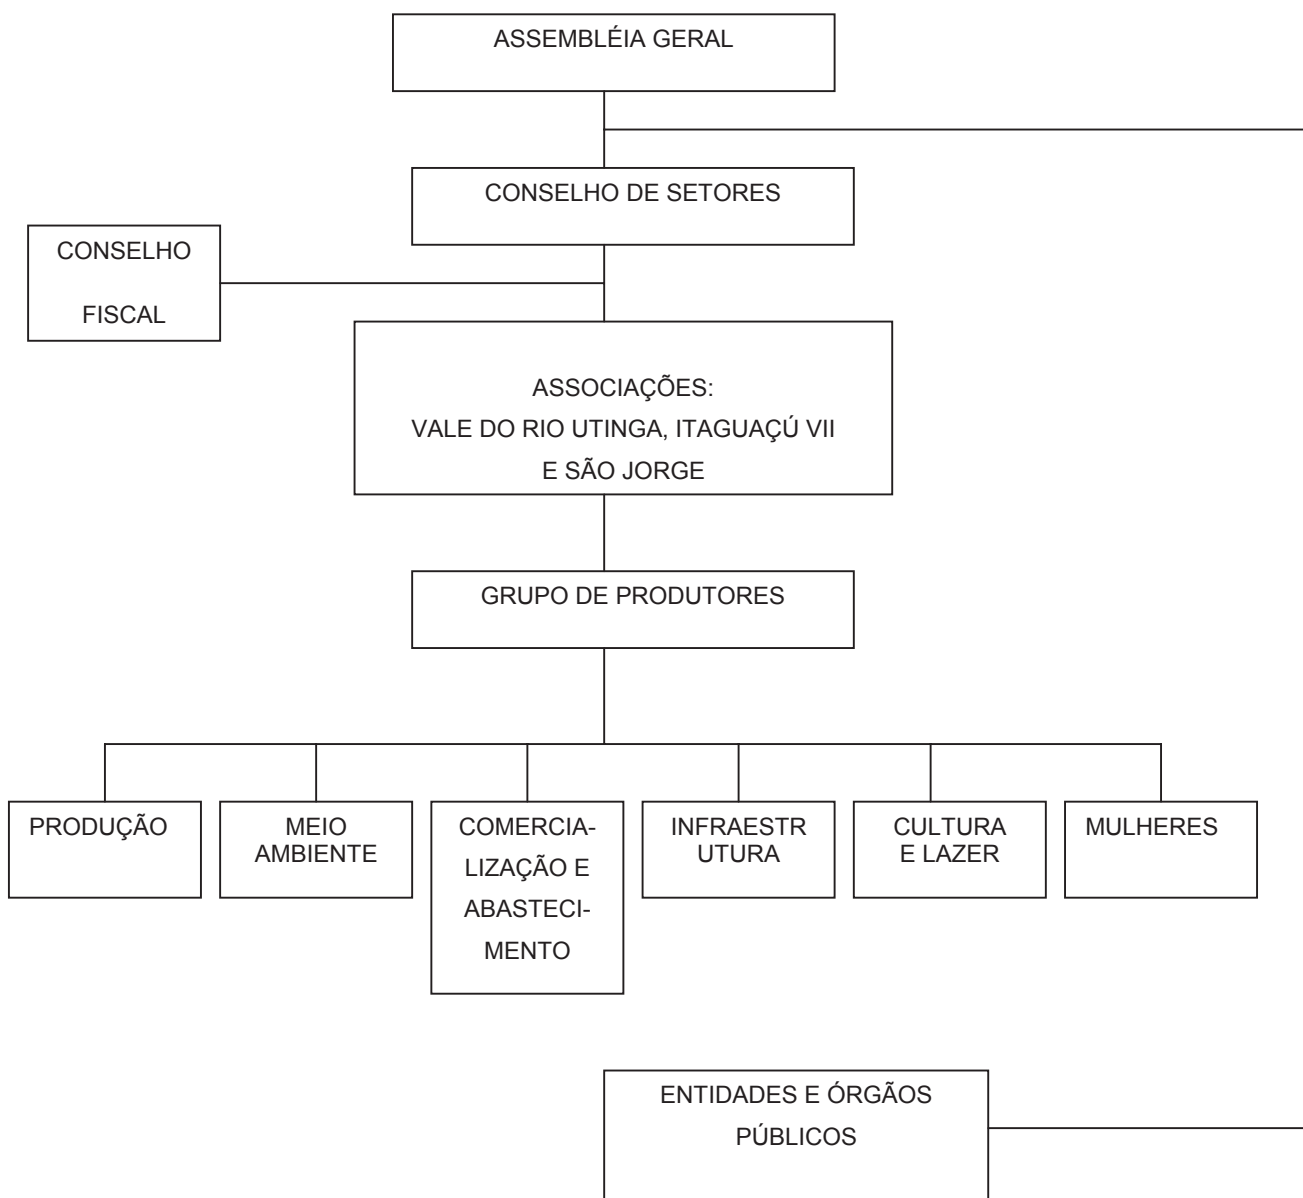 ASSEMBLÉIA GERAL
CONSELHO DE SETORES
CONSELHO
FISCAL
ASSOCIAÇÕES:
VALE DO RIO UTINGA, ITAGUAÇÚ VII
E SÃO JORGE
GRUPO DE PRODUTORES
PRODUÇÃO
MEIO
AMBIENTE
COMERCIA-
LIZAÇÃO E
ABASTECI-
MENTO
INFRAESTR
UTURA
CULTURA
E LAZER
MULHERES
ENTIDADES E ÓRGÃOS
PÚBLICOS